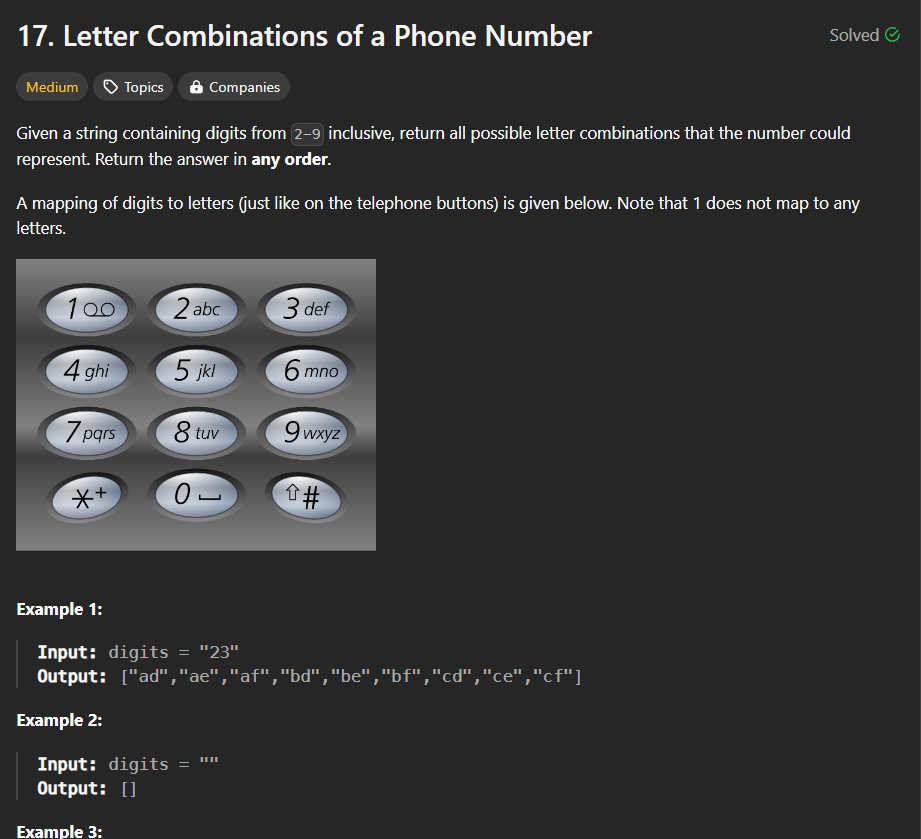 17. Letter Combinations of a Phone Number
Solved
Medium
Topics
Companies
Given a string containing digits from 2-9 inclusive, return all possible letter combinations that the number could
represent. Return the answer in any order.
A mapping of digits to letters (just like on the telephone buttons) is given below. Note that 1 does not map to any
letters.
1 2 abc 3 def
4 ghi 5 jkl 6 mno
7 pqrs 8 tuv 9 wxyz
* + 0 #
Example 1:
Input: digits = "23"
Output: ["ad","ae","af","bd","be","bf","cd","ce","cf"]
Example 2:
Input: digits = ""
Output: []
Example 3: